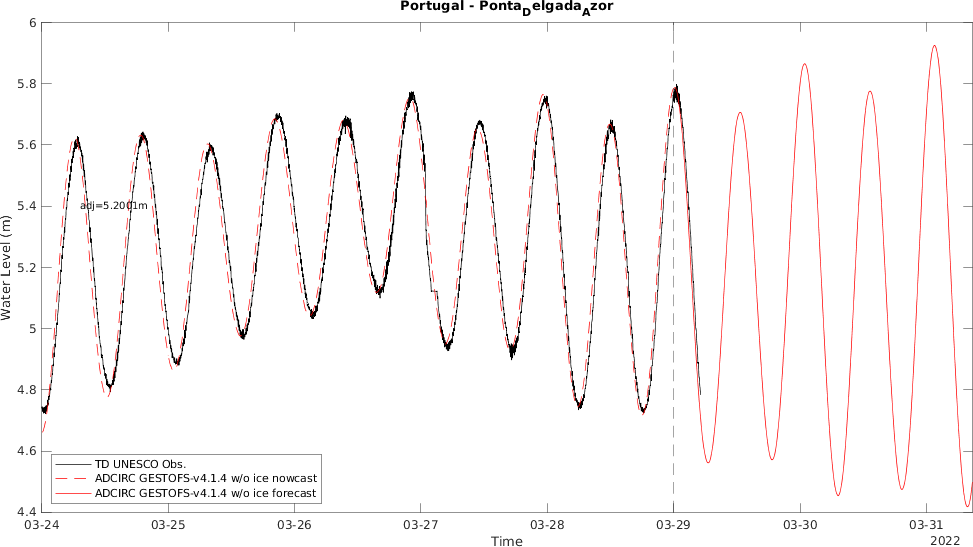 Portugal - PontaDelgadaAzor
6
5.8
5.6
5.4
5.2
5
4.8
4.6
4.4
Water Level (m)
adj=5.2001m
TD UNESCO Obs.
ADCIRC GESTOFS-v4.1.4 w/o ice nowcast
ADCIRC GESTOFS-v4.1.4 w/o ice forecast
03-24 03-25 03-26 03-27 03-28 03-29 03-30 03-31
Time
2022